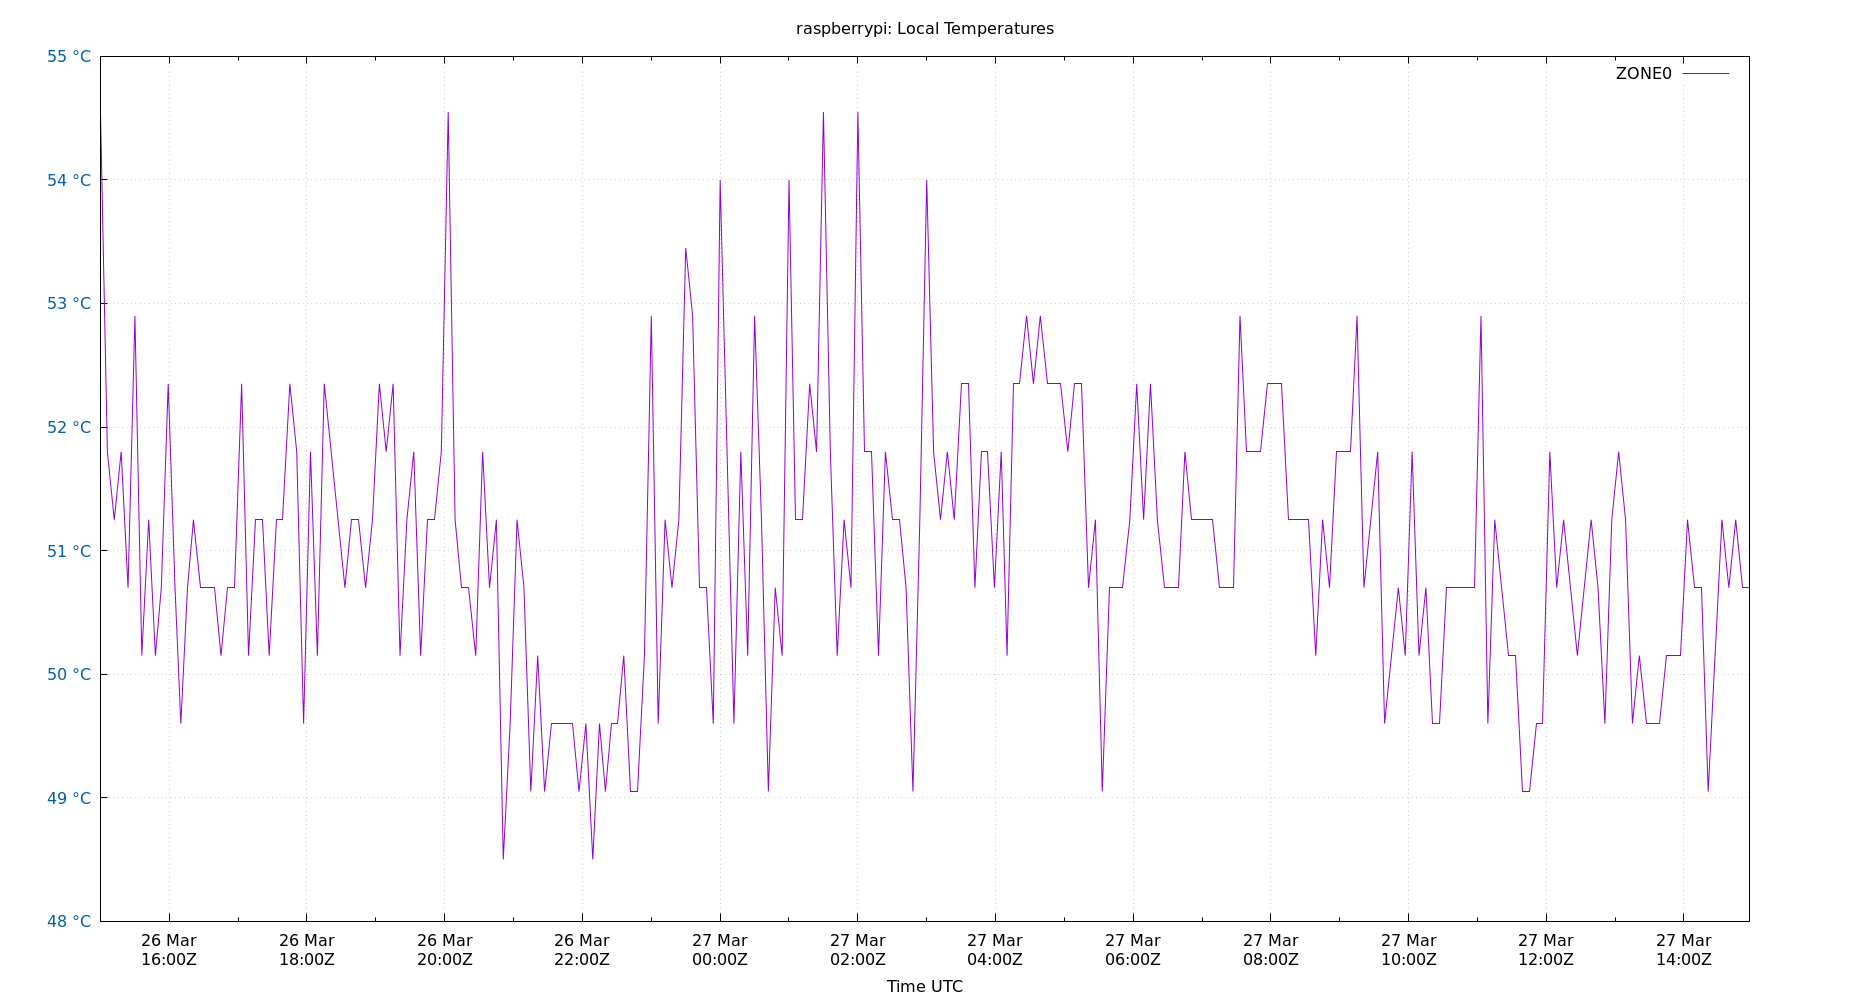 raspberrypi: Local Temperatures
55 °C
ZONE0
54 °C
53 °C
52 °C
51 °C
50 °C
49 °C
48 °C
26 Mar 26 Mar 26 Mar 26 Mar 27 Mar 27 Mar 27 Mar 27 Mar 27 Mar 27 Mar 27 Mar 27 Mar
16:00Z 18:00Z 20:00Z 22:00Z 00:00Z 02:00Z 04:00Z 06:00Z 08:00Z 10:00Z 12:00Z 14:00Z
Time UTC